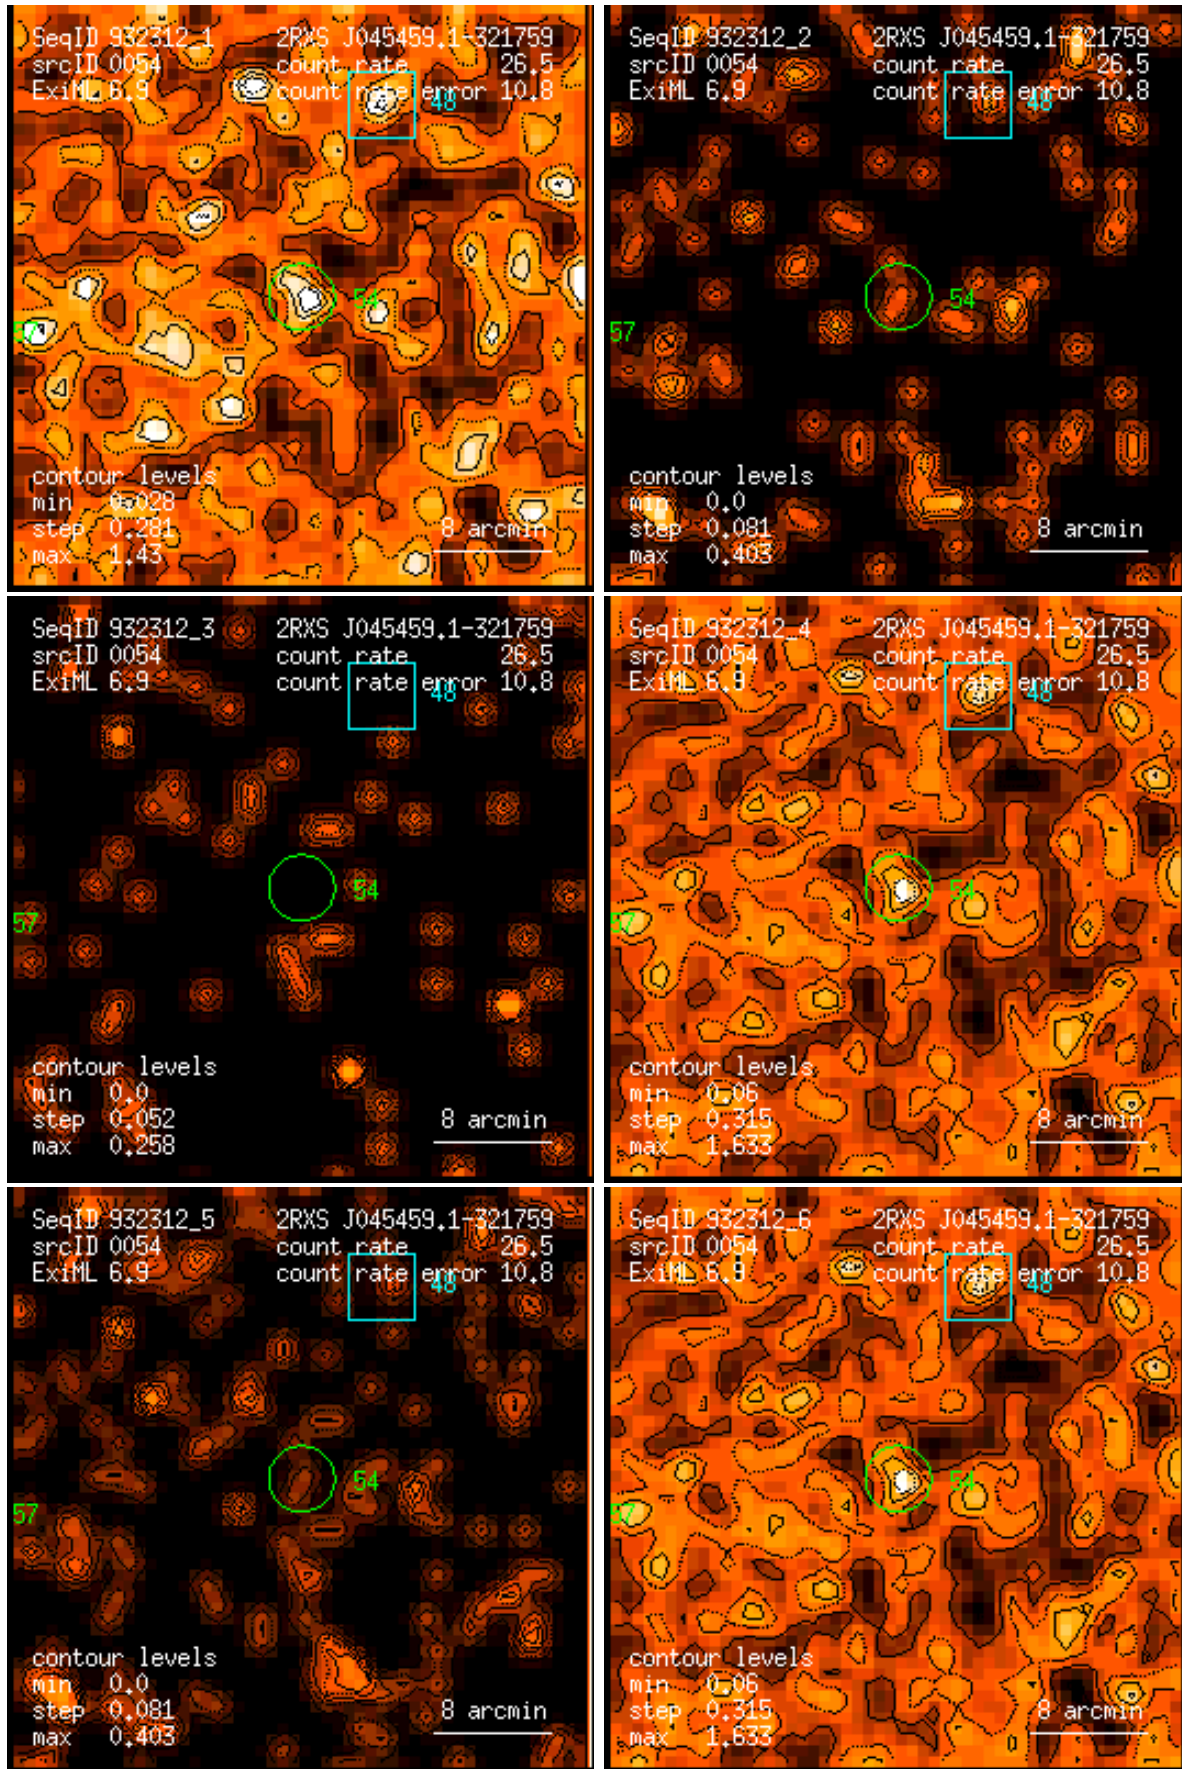 SeqID 932312_1 2RXS J045459.1-321759
srcID 0054 count rate 26.5
ExiML 6.9 count rate error 10.8
48
54
57
contour levels
min 0.028
step 0.281
max 1.43
8 arcmin
SeqID 932312_2 2RXS J045459.1-321759
srcID 0054 count rate 26.5
ExiML 6.9 count rate error 10.8
48
54
57
contour levels
min 0.0
step 0.081
max 0.403
8 arcmin
SeqID 932312_3 2RXS J045459.1-321759
srcID 0054 count rate 26.5
ExiML 6.9 count rate error 10.8
48
54
57
contour levels
min 0.0
step 0.052
max 0.258
8 arcmin
SeqID 932312_4 2RXS J045459.1-321759
srcID 0054 count rate 26.5
ExiML 6.9 count rate error 10.8
48
54
57
contour levels
min 0.06
step 0.315
max 1.633
8 arcmin
SeqID 932312_5 2RXS J045459.1-321759
srcID 0054 count rate 26.5
ExiML 6.9 count rate error 10.8
48
54
57
contour levels
min 0.0
step 0.081
max 0.403
8 arcmin
SeqID 932312_6 2RXS J045459.1-321759
srcID 0054 count rate 26.5
ExiML 6.9 count rate error 10.8
48
54
57
contour levels
min 0.06
step 0.315
max 1.633
8 arcmin